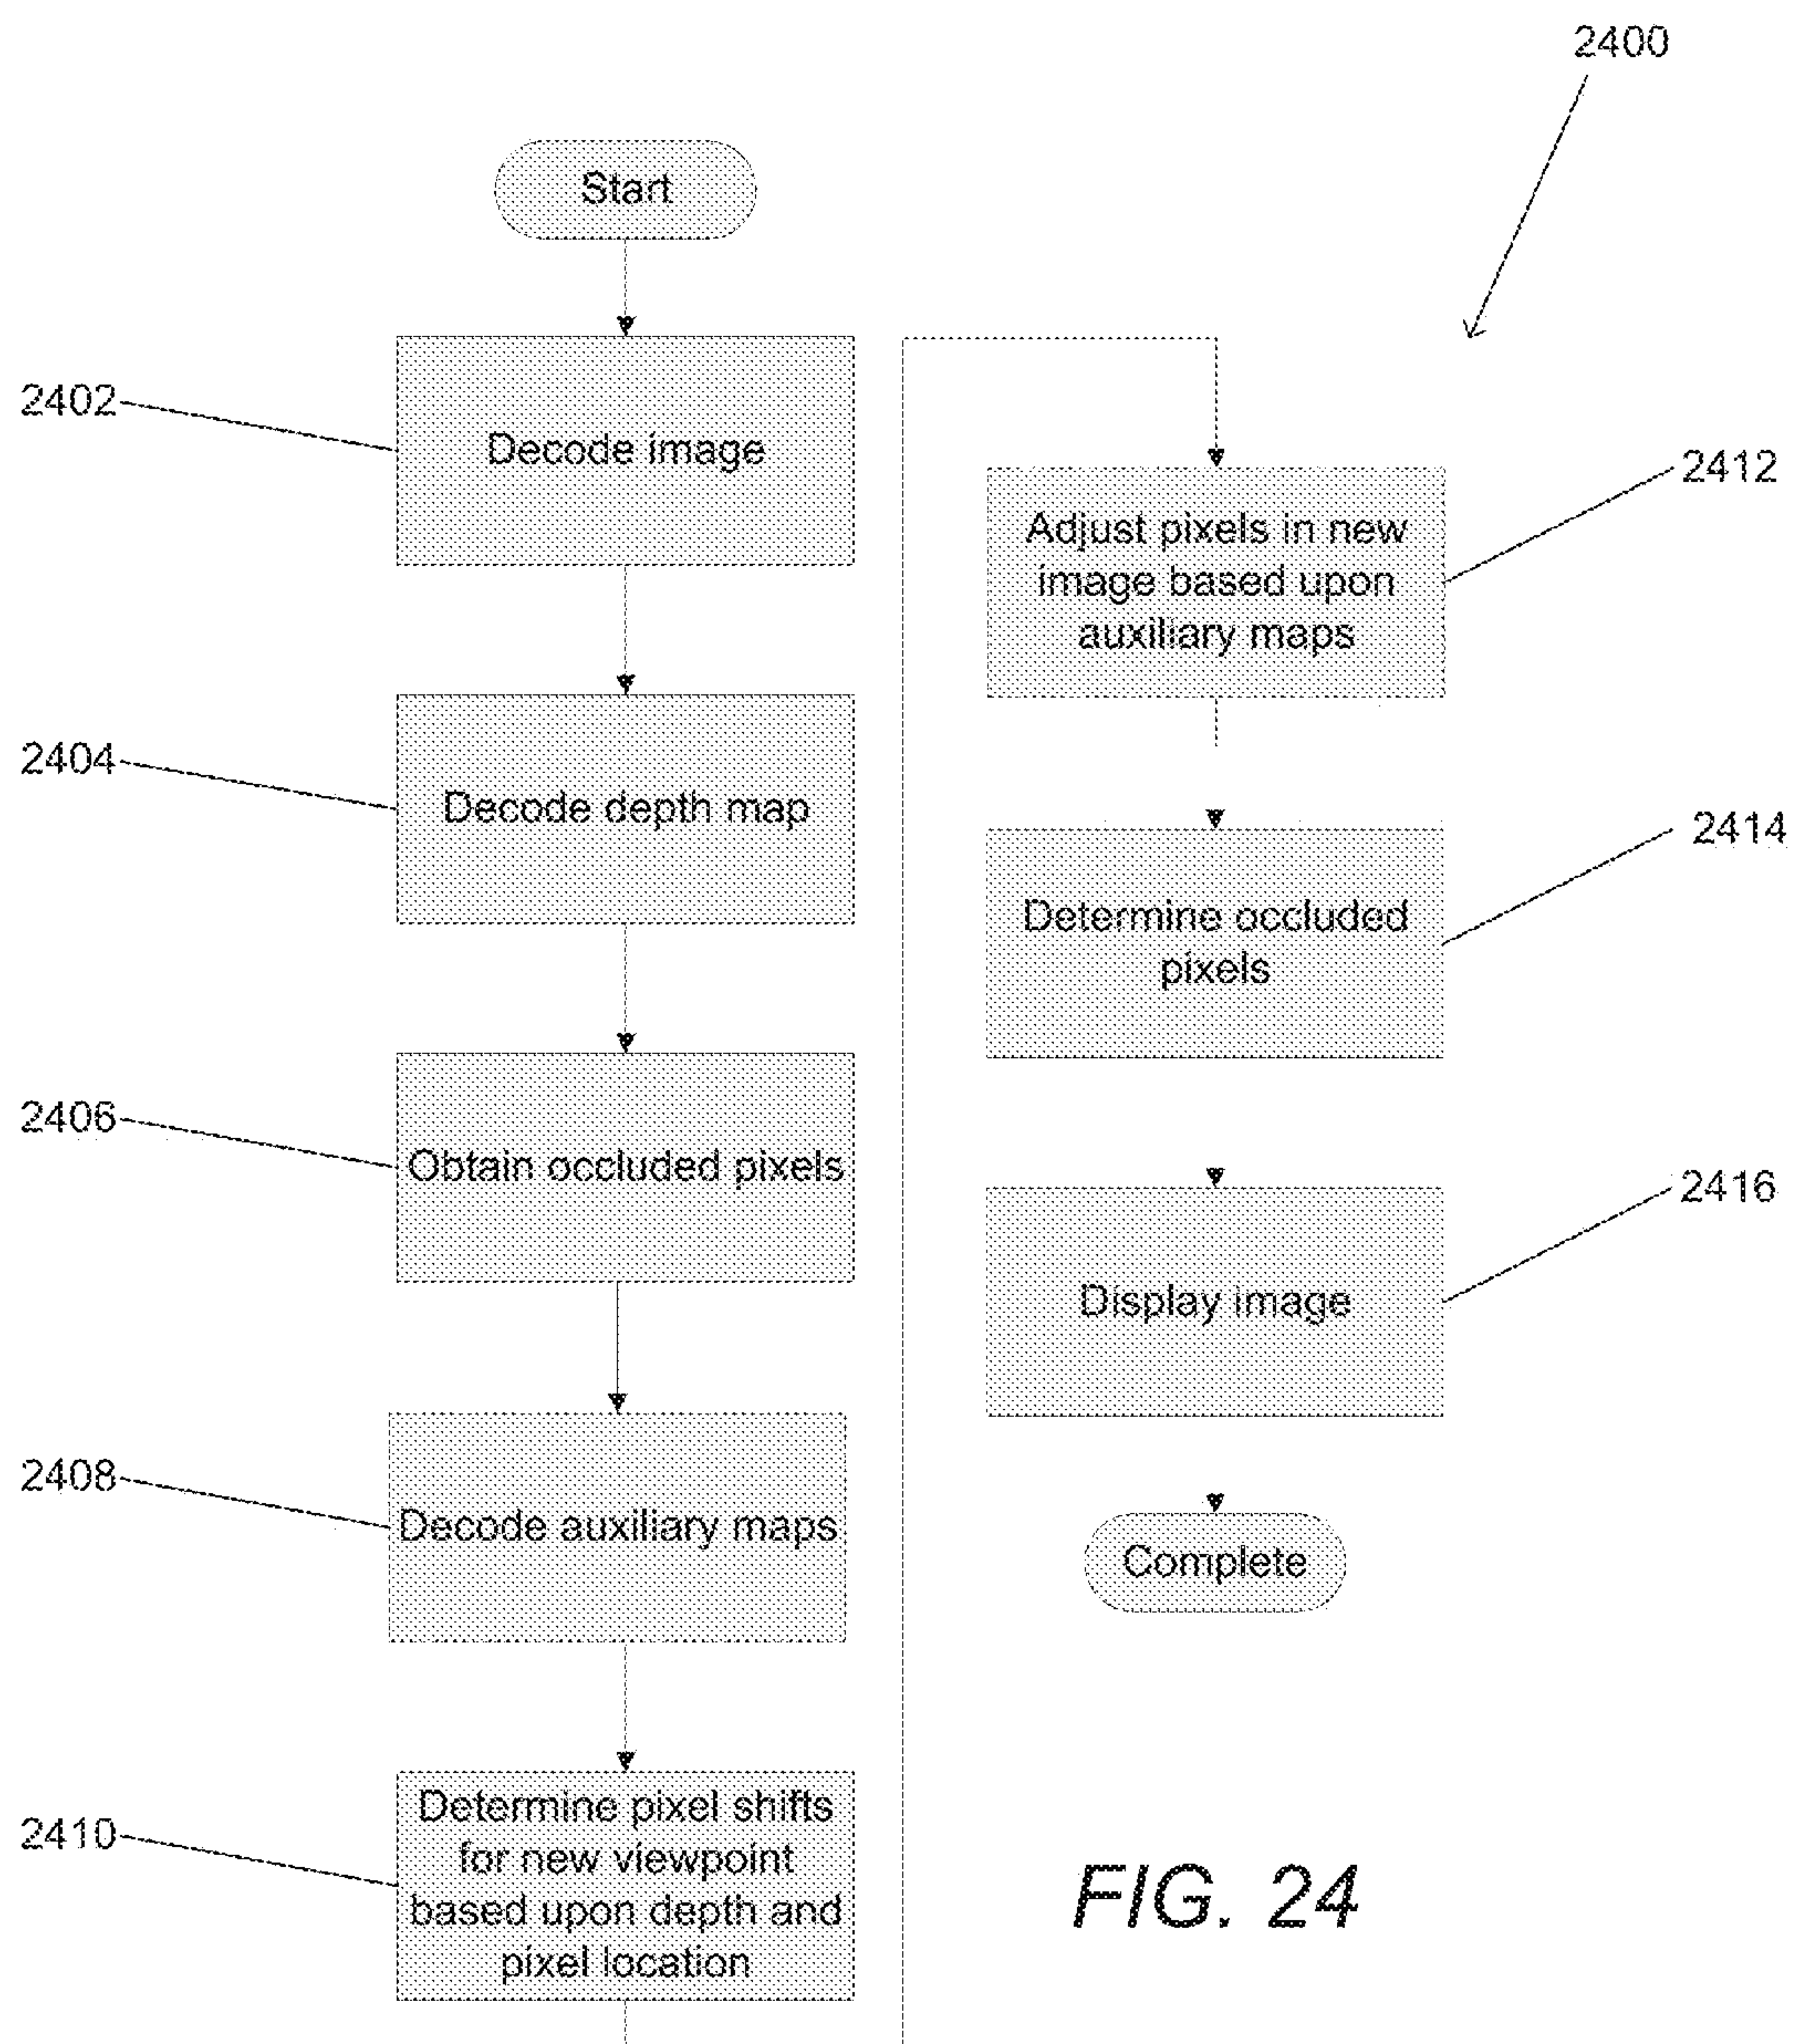 2400
Start
2402
Decode image
2404
Decode depth map
2406
Obtain occluded pixels
2408
Decode auxiliary maps
2410
Determine pixel shifts
for new viewpoint
based upon depth and
pixel location
2412
Adjust pixels in new
image based upon
auxiliary maps
2414
Determine occluded
pixels
2416
Display image
Complete
FIG. 24